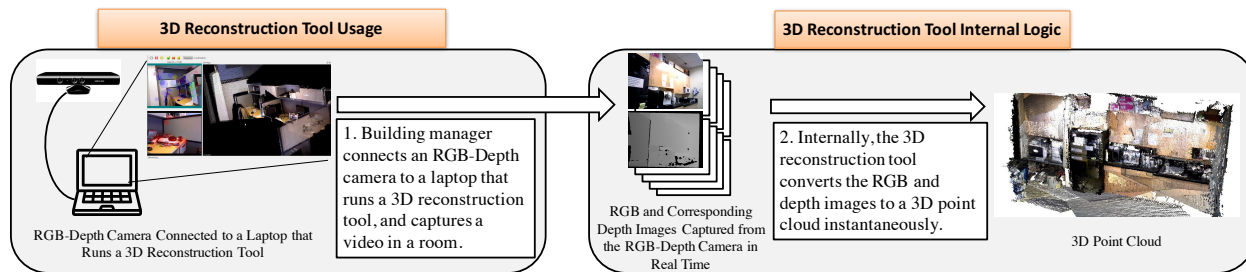 3D Reconstruction Tool Usage
RGB-Depth Camera Connected to a Laptop that
Runs a 3D Reconstruction Tool
1. Building manager
connects an RGB-Depth
camera to a laptop that
runs a 3D reconstruction
tool, and captures a
video in a room.
3D Reconstruction Tool Internal Logic
RGB and Corresponding
Depth Images Captured from
the RGB-Depth Camera in
Real Time
2. Internally, the 3D
reconstruction tool
converts the RGB and
depth images to a 3D point
cloud instantaneously.
3D Point Cloud